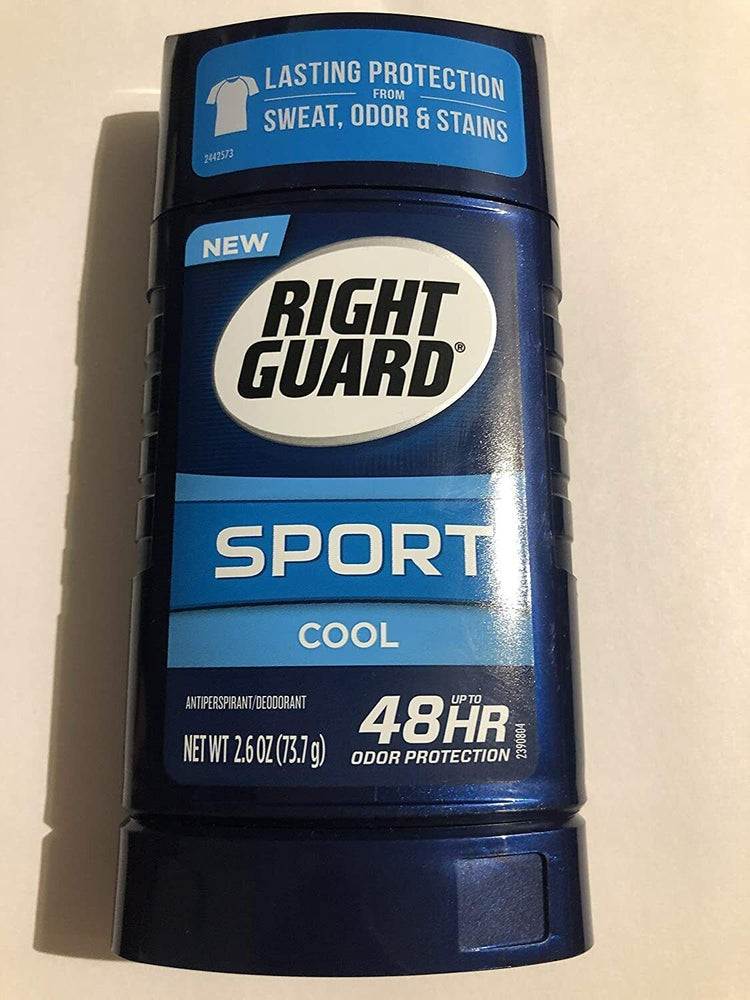 LASTING PROTECTION
FROM
SWEAT, ODOR & STAINS
2442573
NEW
RIGHT
GUARD®
SPORT
COOL
ANTIPERSPIRANT/DEODORANT
NET WT 2.6 OZ (73.7 g)
UP TO
48HR
ODOR PROTECTION
2390804